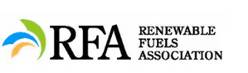 RFA
RENEWABLE
FUELS
ASSOCIATION